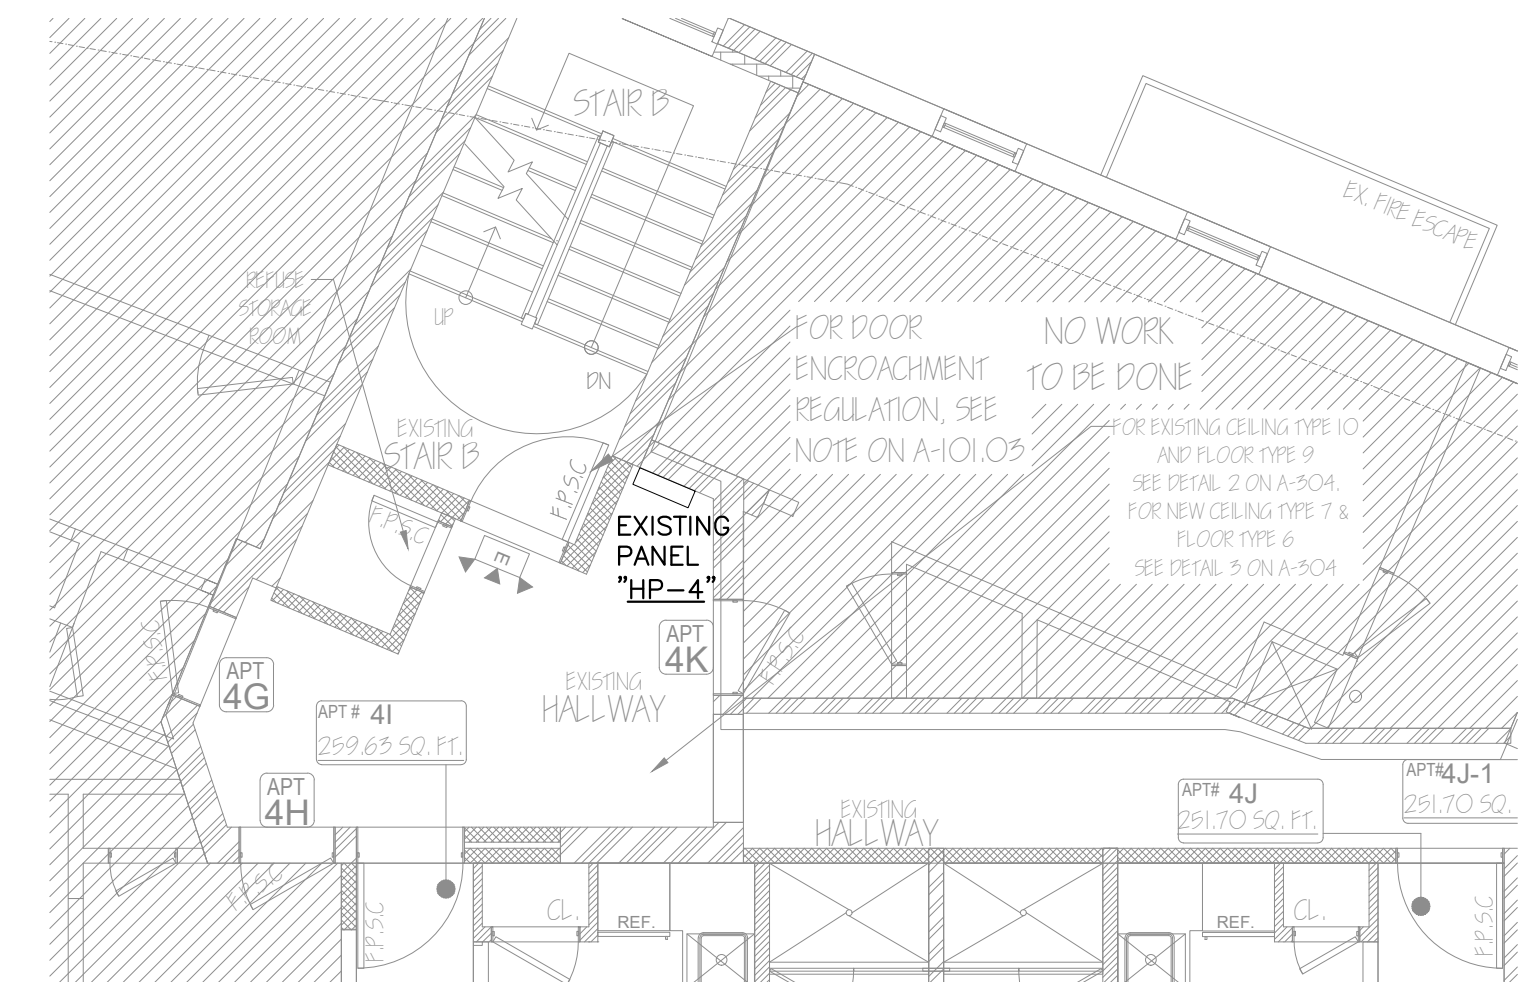 STAIR B
EX. FIRE ESCAPE
REFUSE
STORAGE
ROOM
UP
DN
FOR DOOR
ENCROACHMENT
REGULATION, SEE
NOTE ON A-101.03
NO WORK
TO BE DONE
EXISTING
STAIR B
FOR EXISTING CEILING TYPE 10
AND FLOOR TYPE 9
SEE DETAIL 2 ON A-304.
FOR NEW CEILING TYPE 7 &
FLOOR TYPE 6
SEE DETAIL 3 ON A-304
F.P.S.C
F.P.S.C
E
EXISTING
PANEL
"HP-4"
F.P.S.C
APT
4K
F.P.S.C
APT
4G
EXISTING
HALLWAY
APT # 4I
259.63 SQ. FT.
APT
4H
EXISTING
HALLWAY
APT# 4J
251.70 SQ. FT.
APT#4J-1
251.70 SQ.
F.P.S.C
F.P.S.C
CL.
REF.
REF.
CL.
F.P.S.C